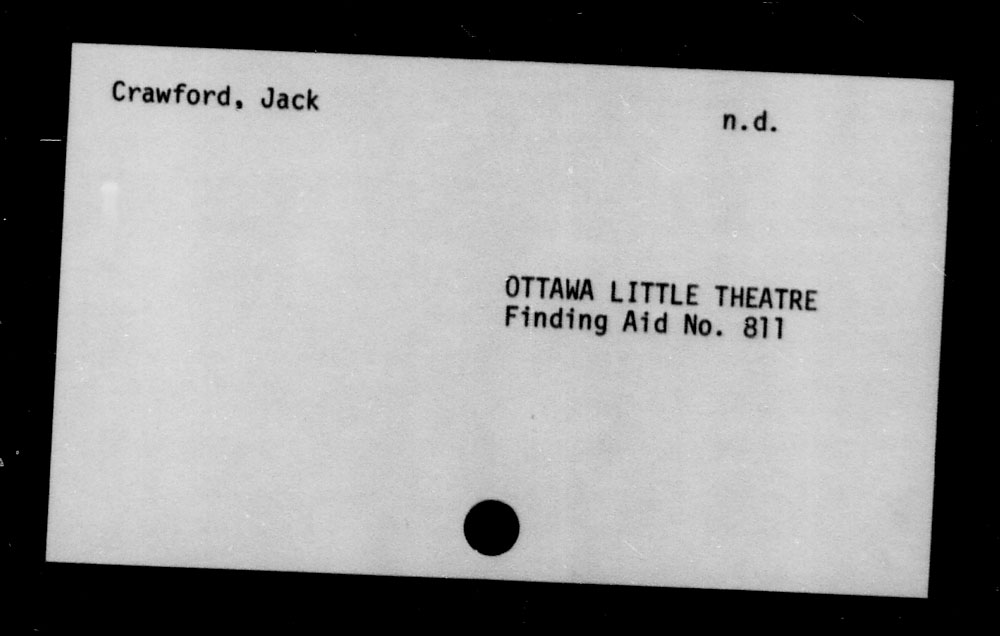 Crawford, Jack
n.d.
OTTAWA LITTLE THEATRE
Finding Aid No. 811